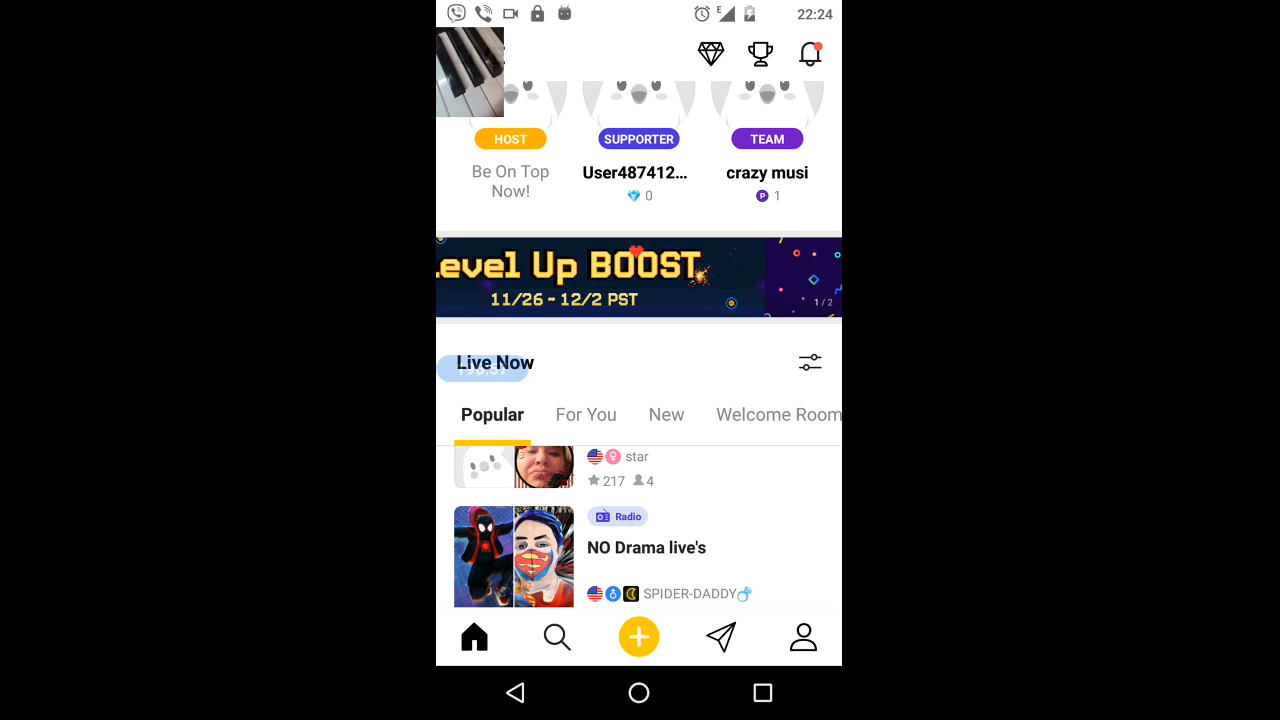 E
22:24
HOST
SUPPORTER
TEAM
Be On Top
Now!
User487412...
crazy musi
0
P 1
Level Up BOOST
11/26 ~ 12/2 PST
1 / 2
Live Now
Popular
For You
New
Welcome Room
star
217
4
Radio
NO Drama live's
SPIDER-DADDY